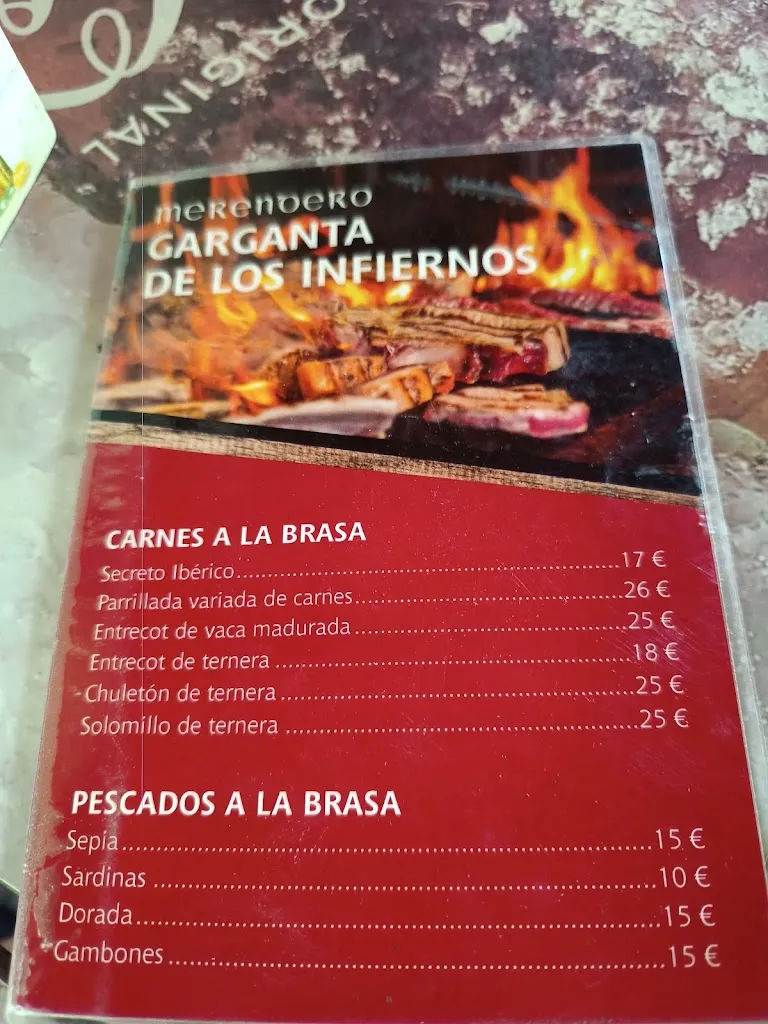 ORIGINAL
MERENDERO
GARGANTA
DE LOS INFIERNOS
CARNES A LA BRASA
Secreto Ibérico 17 €
Parrillada variada de carnes 26 €
Entrecot de vaca madurada 25 €
Entrecot de ternera 18 €
-Chuletón de ternera 25 €
Solomillo de ternera 25 €
PESCADOS A LA BRASA
Sepia 15 €
Sardinas 10 €
Dorada 15 €
Gambones 15 €